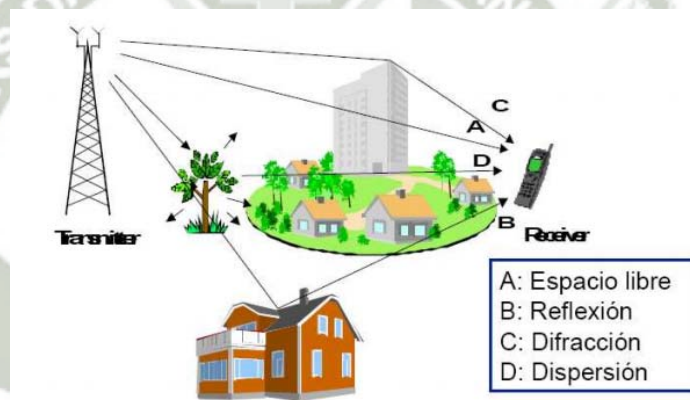 C
A
D
B
Transmitter
Receiver
A: Espacio libre
B: Reflexión
C: Difracción
D: Dispersión